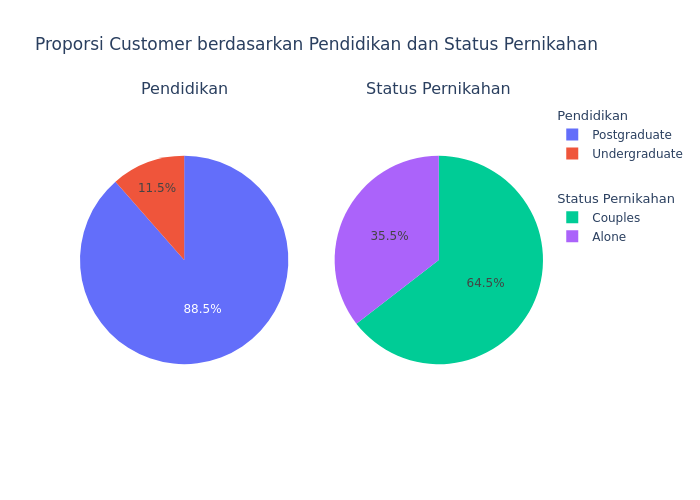 Proporsi Customer berdasarkan Pendidikan dan Status Pernikahan
Pendidikan
Status Pernikahan
11.5%
88.5%
35.5%
64.5%
Pendidikan
Postgraduate
Undergraduate
Status Pernikahan
Couples
Alone